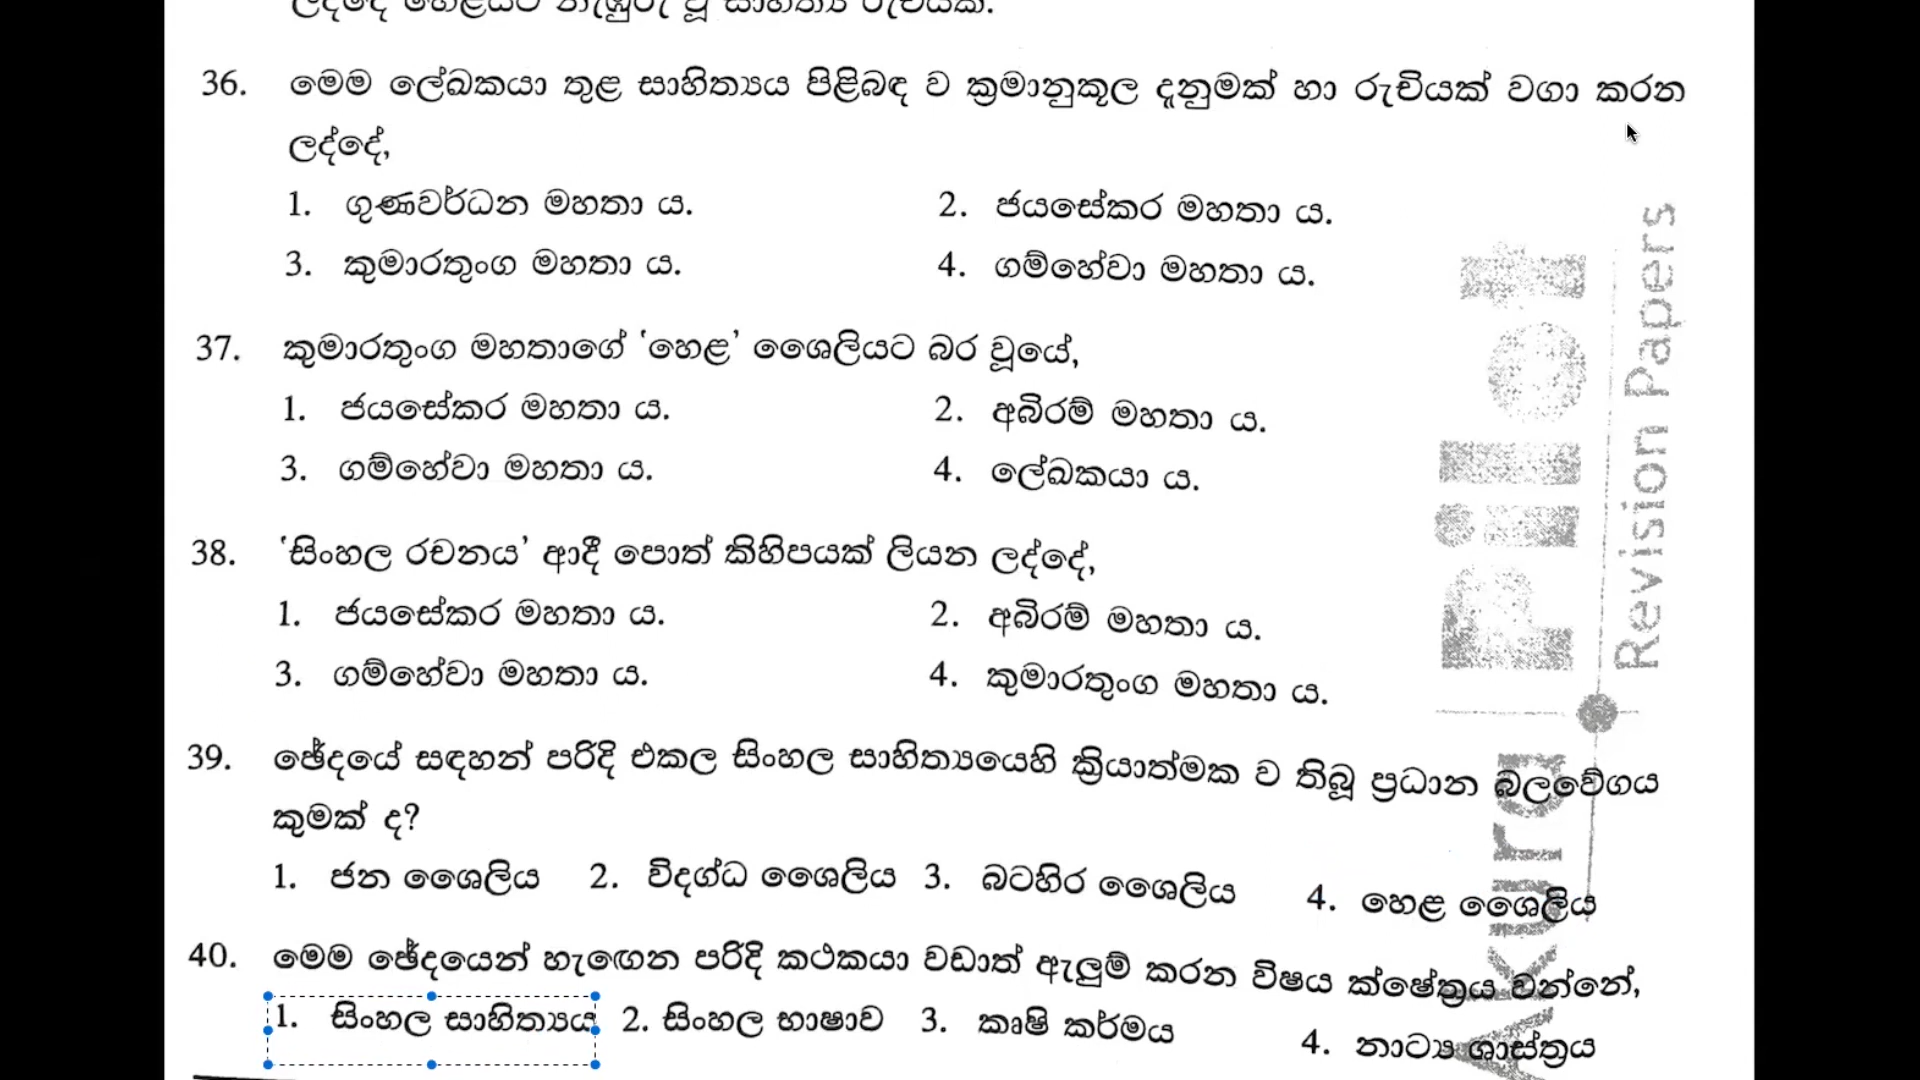 ලද්දේ හෙළයට නැඹුරු වූ සාහිත්‍ය රුචියකි.
36. මෙම ලේඛකයා තුළ සාහිත්‍යය පිළිබඳ ව ක්‍රමානුකූල දැනුමක් හා රුචියක් වගා කරන
ලද්දේ,
1. ගුණවර්ධන මහතා ය. 2. ජයසේකර මහතා ය.
3. කුමාරතුංග මහතා ය. 4. ගම්හේවා මහතා ය.
37. කුමාරතුංග මහතාගේ ‘හෙළ’ ශෛලියට බර වූයේ,
1. ජයසේකර මහතා ය. 2. අබිරම් මහතා ය.
3. ගම්හේවා මහතා ය. 4. ලේඛකයා ය.
38. ‘සිංහල රචනය’ ආදී පොත් කිහිපයක් ලියන ලද්දේ,
1. ජයසේකර මහතා ය. 2. අබිරම් මහතා ය.
3. ගම්හේවා මහතා ය. 4. කුමාරතුංග මහතා ය.
39. ඡේදයේ සඳහන් පරිදි එකල සිංහල සාහිත්‍යයෙහි ක්‍රියාත්මක ව තිබූ ප්‍රධාන බලවේගය
කුමක් ද?
1. ජන ශෛලිය 2. විදග්ධ ශෛලිය 3. බටහිර ශෛලිය 4. හෙළ ශෛලිය
40. මෙම ඡේදයෙන් හැඟෙන පරිදි කථකයා වඩාත් ඇලුම් කරන විෂය ක්ෂේත්‍රය වන්නේ,
1. සිංහල සාහිත්‍යය 2. සිංහල භාෂාව 3. කෘෂි කර්මය 4. නාට්‍ය ශාස්ත්‍රය
Akura Pilot
Revision Papers